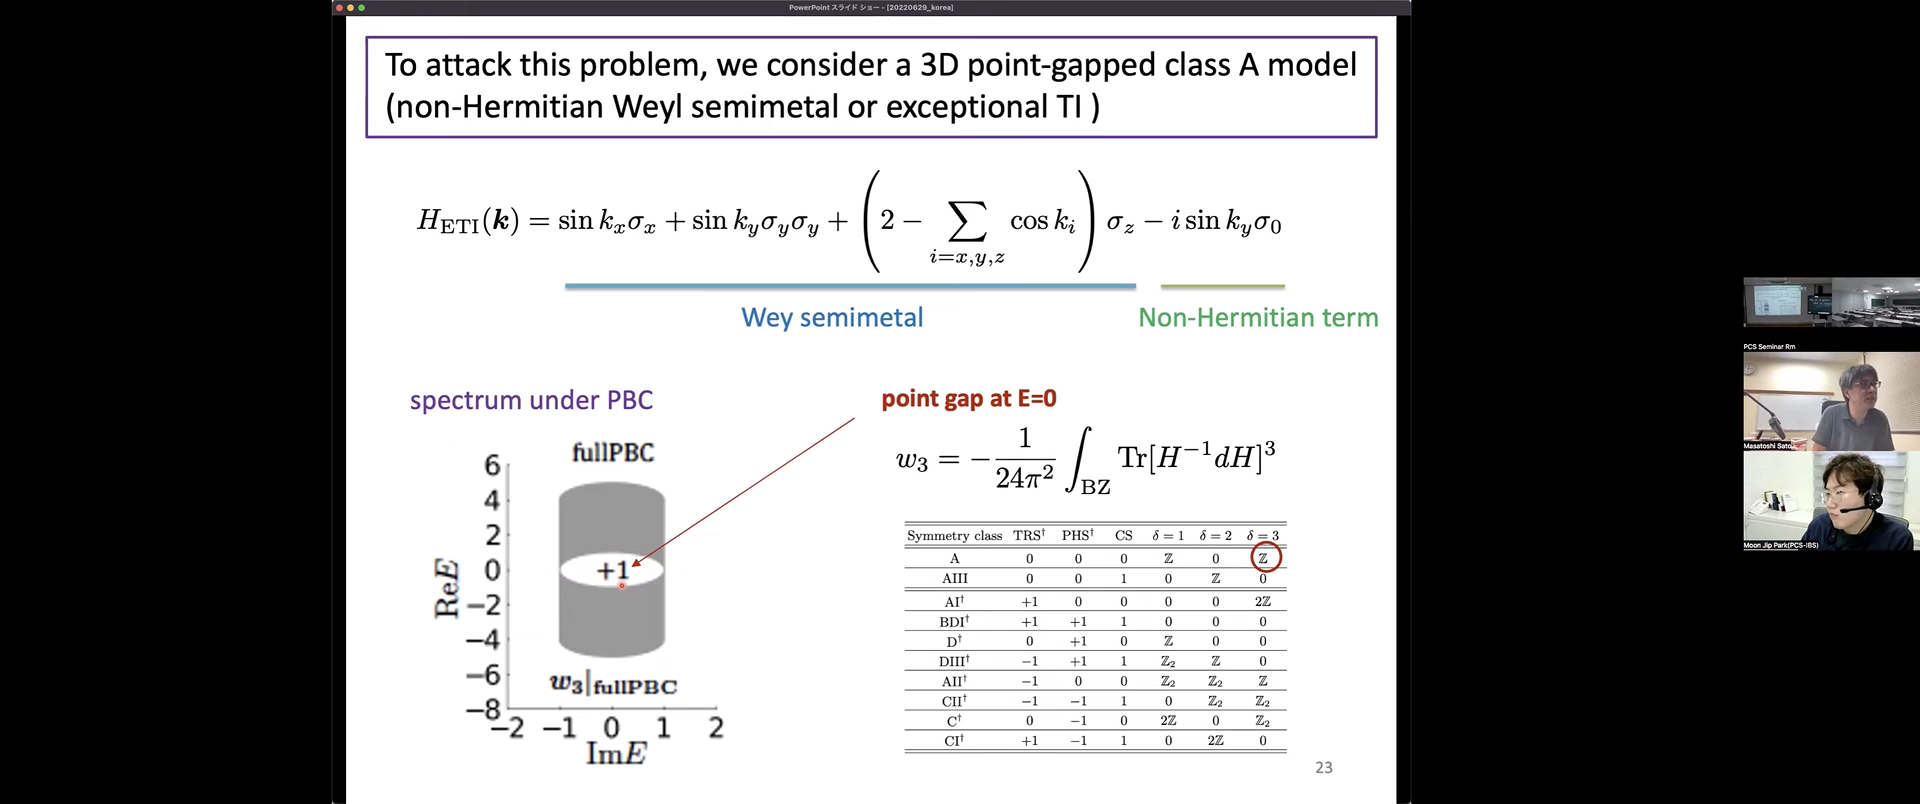 PowerPoint スライド ショー - [20220629_korea]
To attack this problem, we consider a 3D point-gapped class A model
(non-Hermitian Weyl semimetal or exceptional TI )
H_ETI(k) = sin k_x σ_x + sin k_y σ_y σ_y + ( 2 − ∑_{i=x,y,z} cos k_i ) σ_z − i sin k_y σ_0
Wey semimetal
Non-Hermitian term
spectrum under PBC
point gap at E=0
w_3 = − 1/24π² ∫_BZ Tr[H⁻¹dH]³
fullPBC
6
4
2
0
−2
−4
−6
−8
ReE
+1
w_3|fullPBC
−2 −1 0 1 2
ImE
Symmetry class TRS† PHS† CS δ = 1 δ = 2 δ = 3
A 0 0 0 ℤ 0 ℤ
AIII 0 0 1 0 ℤ 0
AI† +1 0 0 0 0 2ℤ
BDI† +1 +1 1 0 0 0
D† 0 +1 0 ℤ 0 0
DIII† −1 +1 1 ℤ₂ ℤ 0
AII† −1 0 0 ℤ₂ ℤ₂ ℤ
CII† −1 −1 1 0 ℤ₂ ℤ₂
C† 0 −1 0 2ℤ 0 ℤ₂
CI† +1 −1 1 0 2ℤ 0
23
PCS Seminar Rm
Masatoshi Sato
Moon Jip Park(PCS-IBS)